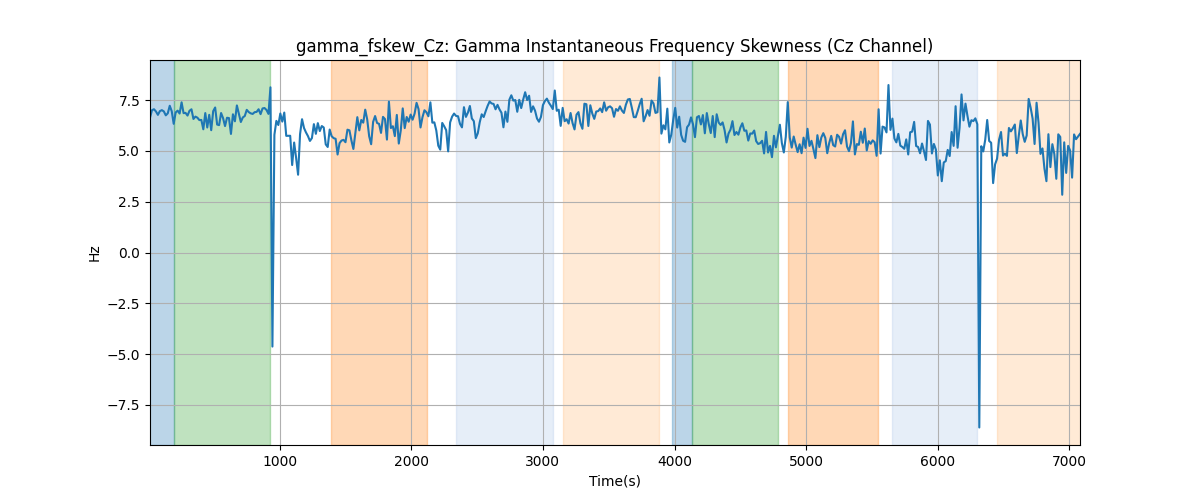 gamma_fskew_Cz: Gamma Instantaneous Frequency Skewness (Cz Channel)
7.5
5.0
2.5
0.0
−2.5
−5.0
−7.5
Hz
1000 2000 3000 4000 5000 6000 7000
Time(s)